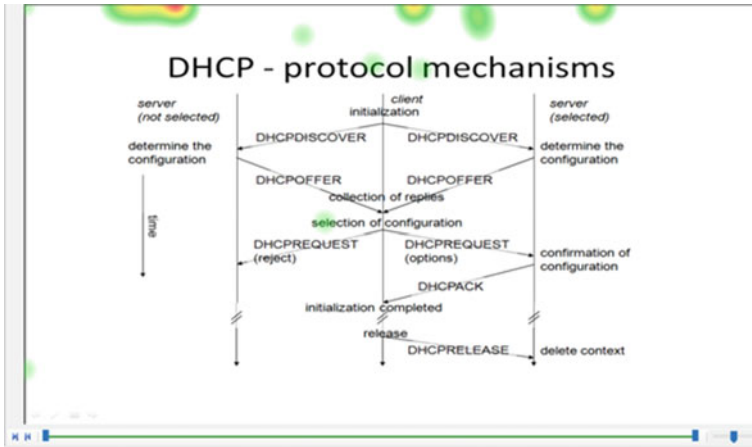 DHCP - protocol mechanisms
server
(not selected)
client
server
(selected)
initialization
DHCPDISCOVER
DHCPDISCOVER
determine the
configuration
determine the
configuration
DHCPOFFER
DHCPOFFER
collection of replies
time
selection of configuration
DHCPREQUEST
(reject)
DHCPREQUEST
(options)
confirmation of
configuration
DHCPACK
initialization completed
release
DHCPRELEASE
delete context